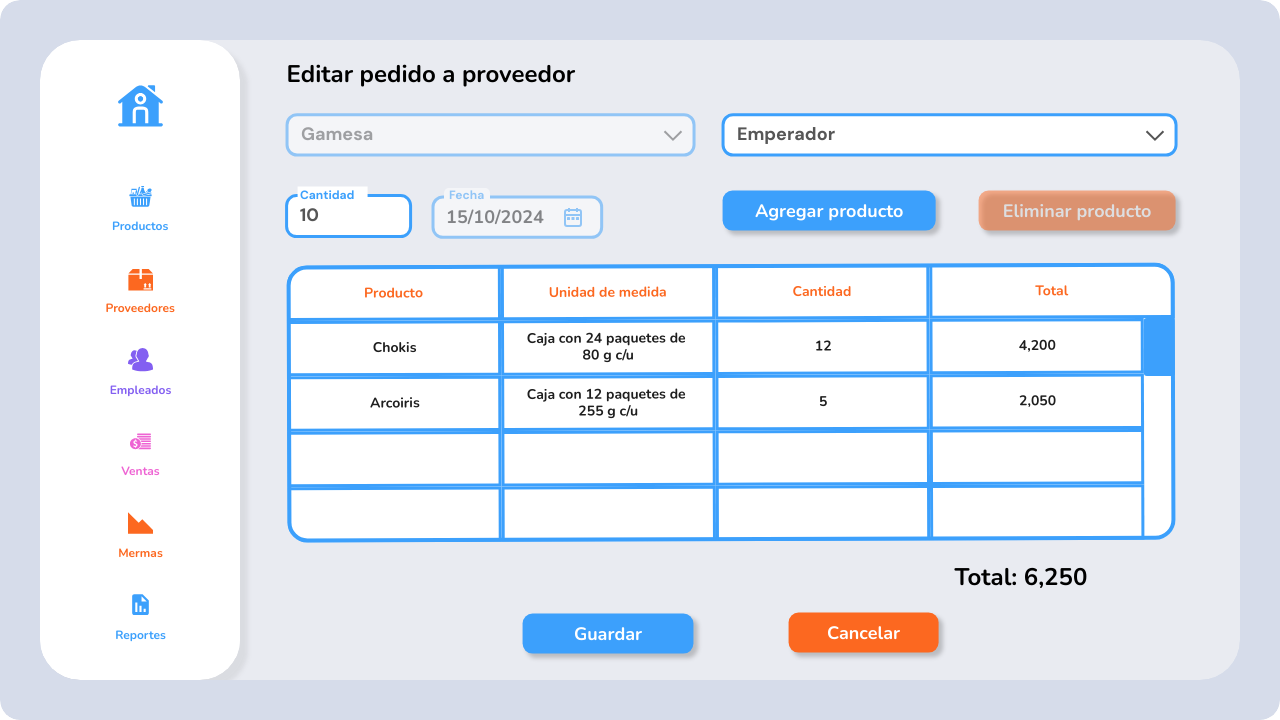 Editar pedido a proveedor
Gamesa
Emperador
Cantidad
10
Fecha
15/10/2024
Agregar producto
Eliminar producto
Productos
Proveedores
Empleados
Ventas
Mermas
Reportes
Producto
Unidad de medida
Cantidad
Total
Chokis
Caja con 24 paquetes de
80 g c/u
12
4,200
Arcoiris
Caja con 12 paquetes de
255 g c/u
5
2,050
Total: 6,250
Guardar
Cancelar